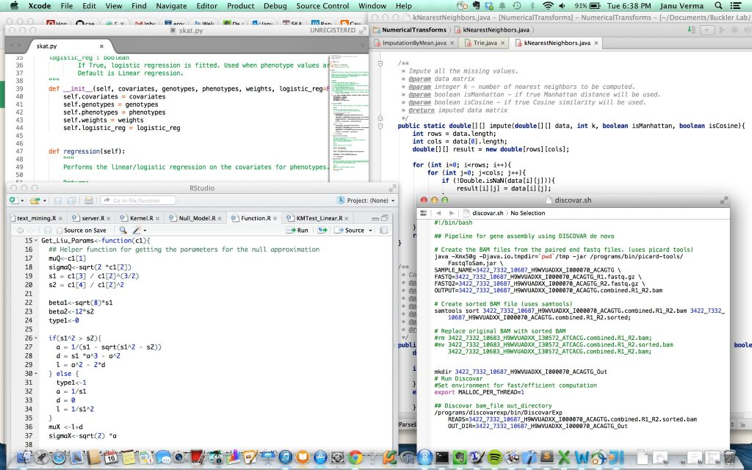 Xcode File Edit View Find Navigate Editor Product Debug Source Control Window Help 91% Tue 6:38 PM Janu Verma
skat.py UNREGISTERED
skat.py
logistic_reg : boolean
36 If True, logistic regression is fitted. Used when phenotype values a
37 Default is Linear regression.
38 """
39 def __init__(self, covariates, genotypes, phenotypes, weights, logistic_reg=F
40 self.covariates = covariates
41 self.genotypes = genotypes
42 self.phenotypes = phenotypes
43 self.weights = weights
44 self.logistic_reg = logistic_reg
45
46
47 def regression(self):
48 """
49 Performs the linear/logistic regression on the covariates for phenotypes.
50
kNearestNeighbors.java - [NumericalTransforms] - NumericalTransforms - [~/Documents/Buckler Lab/
NumericalTransforms kNearestNeighbors.java
ImputationByMean.java Trie.java kNearestNeighbors.java
/**
* Impute all the missing values.
* @param data matrix
* @param integer k - number of nearest neighbors to be computed.
* @param boolean isManhattan - if true Manhattan distance will be used.
* @param boolean isCosine - if true Cosine similarity will be used.
* @return imputed data matrix
*/
public static double[][] impute(double[][] data, int k, boolean isManhattan, boolean isCosine){
int rows = data.length;
int cols = data[0].length;
double[][] result = new double[rows][cols];
for (int i=0; i<rows; i++){
for (int j=0; j<cols; j++){
if (!Double.isNaN(data[i][j])){
result[i][j] = data[i][j];
RStudio
Go to file/function Project: (None)
text_mining.R server.R Kernel.R Null_Model.R Function.R KMTest_Linear.R
Source on Save Run Source
15 Get_Liu_Params<-function(c1){
16 ## Helper function for getting the parameters for the null approximation
17 muQ<-c1[1]
18 sigmaQ<-sqrt(2 *c1[2])
19 s1 = c1[3] / c1[2]^(3/2)
20 s2 = c1[4] / c1[2]^2
21
22 beta1<-sqrt(8)*s1
23 beta2<-12*s2
24 type1<-0
25
26 if(s1^2 > s2){
27 a = 1/(s1 - sqrt(s1^2 - s2))
28 d = s1 *a^3 - a^2
29 l = a^2 - 2*d
30 } else {
31 type1<-1
32 a = 1/s1
33 d = 0
34 l = 1/s1^2
35 }
36 muX <-l+d
37 sigmaX<-sqrt(2) *a
38
discovar.sh
discovar.sh No Selection
#!/bin/bash
## Pipeline for gene assembly using DISCOVAR de novo
# Create the BAM files from the paired end fastq files. (uses picard tools)
java -Xmx50g -Djava.io.tmpdir=`pwd`/tmp -jar /programs/bin/picard-tools/
FastqToSam.jar \
SAMPLE_NAME=3422_7332_10687_H9WVUADXX_I000070_ACAGTG \
FASTQ=3422_7332_10687_H9WVUADXX_I000070_ACAGTG_R1.fastq.gz \
FASTQ2=3422_7332_10687_H9WVUADXX_I000070_ACAGTG_R2.fastq.gz \
OUTPUT=3422_7332_10687_H9WVUADXX_I000070_ACAGTG.combined.R1_R2.bam
# Create sorted BAM file (uses samtools)
samtools sort 3422_7332_10687_H9WVUADXX_I000070_ACAGTG.combined.R1_R2.bam 3422_7332_
10687_H9WVUADXX_I000070_ACAGTG.combined.R1_R2.sorted;
# Replace original BAM with sorted BAM
#rm 3422_7332_10683_H9WVUADXX_I30572_ATCACG.combined.R1_R2.bam;
#mv 3422_7332_10683_H9WVUADXX_I30572_ATCACG.combined.R1_R2.sorted.bam
3422_7332_10683_H9WVUADXX_I30572_ATCACG.combined.R1_R2.bam;
mkdir 3422_7332_10687_H9WVUADXX_I000070_ACAGTG_Out
# Run Discovar
#Set environment for fast/efficient computation
export MALLOC_PER_THREAD=1
## Discovar bam_file out_directory
/programs/discovarexp/bin/DiscovarExp
READS=3422_7332_10687_H9WVUADXX_I000070_ACAGTG.combined.R1_R2.sorted.bam
OUT_DIR=3422_7332_10687_H9WVUADXX_I000070_ACAGTG_Out